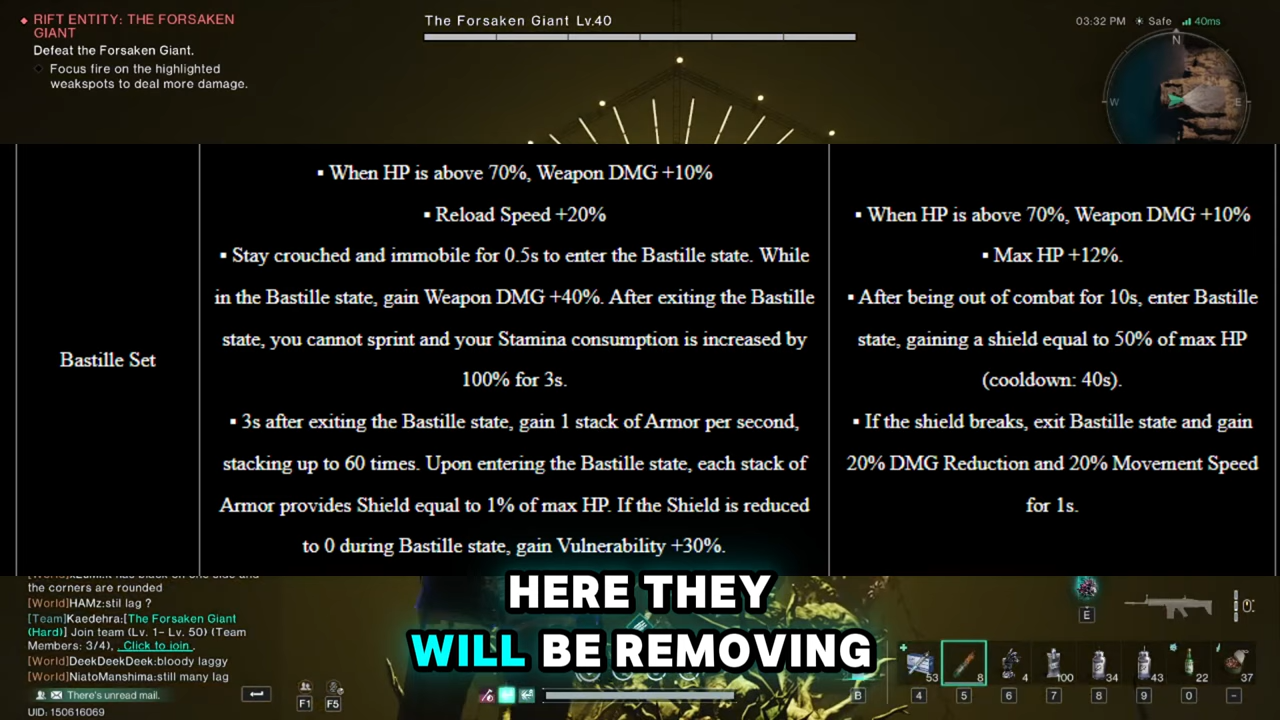 RIFT ENTITY: THE FORSAKEN
GIANT
Defeat the Forsaken Giant.
Focus fire on the highlighted
weakspots to deal more damage.
The Forsaken Giant Lv.40
03:32 PM Safe 40ms
N
W E
Bastille Set
▪ When HP is above 70%, Weapon DMG +10%
▪ Reload Speed +20%
▪ Stay crouched and immobile for 0.5s to enter the Bastille state. While
in the Bastille state, gain Weapon DMG +40%. After exiting the Bastille
state, you cannot sprint and your Stamina consumption is increased by
100% for 3s.
▪ 3s after exiting the Bastille state, gain 1 stack of Armor per second,
stacking up to 60 times. Upon entering the Bastille state, each stack of
Armor provides Shield equal to 1% of max HP. If the Shield is reduced
to 0 during Bastille state, gain Vulnerability +30%.
▪ When HP is above 70%, Weapon DMG +10%
▪ Max HP +12%.
▪ After being out of combat for 10s, enter Bastille
state, gaining a shield equal to 50% of max HP
(cooldown: 40s).
▪ If the shield breaks, exit Bastille state and gain
20% DMG Reduction and 20% Movement Speed
for 1s.
HERE THEY
WILL BE REMOVING
the corners are rounded
[World]HAMz:stil lag ?
[Team]Kaedehra:[The Forsaken Giant
(Hard)] Join team (Lv. 1– Lv. 50) (Team
Members: 3/4), Click to join .
[World]DeekDeekDeek:bloody laggy
[World]NiatoManshima:still many lag
There's unread mail.
UID: 150616069
F1 F5
E
53 8 4 100 34 43 22 37
B 4 5 6 7 8 9 0 –